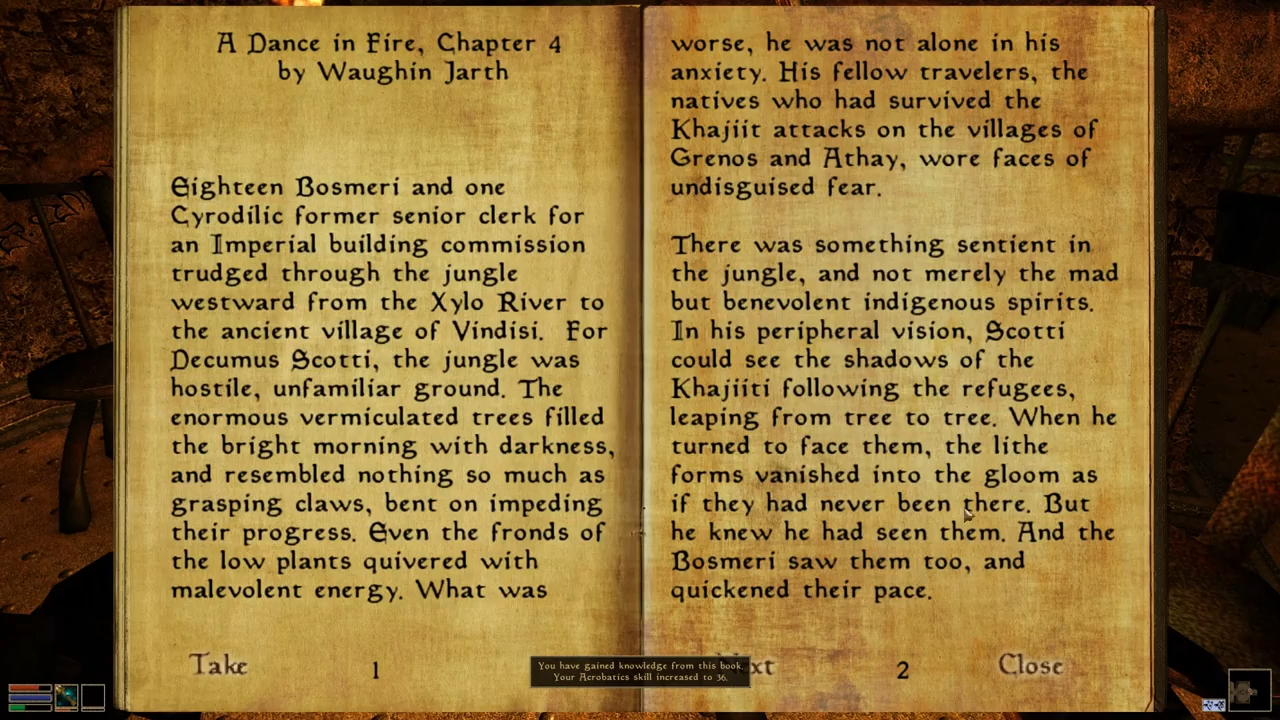 A Dance in Fire, Chapter 4
by Waughin Jarth
Eighteen Bosmeri and one
Cyrodilic former senior clerk for
an Imperial building commission
trudged through the jungle
westward from the Xylo River to
the ancient village of Vindisi. For
Decumus Scotti, the jungle was
hostile, unfamiliar ground. The
enormous vermiculated trees filled
the bright morning with darkness,
and resembled nothing so much as
grasping claws, bent on impeding
their progress. Even the fronds of
the low plants quivered with
malevolent energy. What was
worse, he was not alone in his
anxiety. His fellow travelers, the
natives who had survived the
Khajiit attacks on the villages of
Grenos and Athay, wore faces of
undisguised fear.
There was something sentient in
the jungle, and not merely the mad
but benevolent indigenous spirits.
In his peripheral vision, Scotti
could see the shadows of the
Khajiiti following the refugees,
leaping from tree to tree. When he
turned to face them, the lithe
forms vanished into the gloom as
if they had never been there. But
he knew he had seen them. And the
Bosmeri saw them too, and
quickened their pace.
Take
1
You have gained knowledge from this book.
Your Acrobatics skill increased to 36.
2
Close